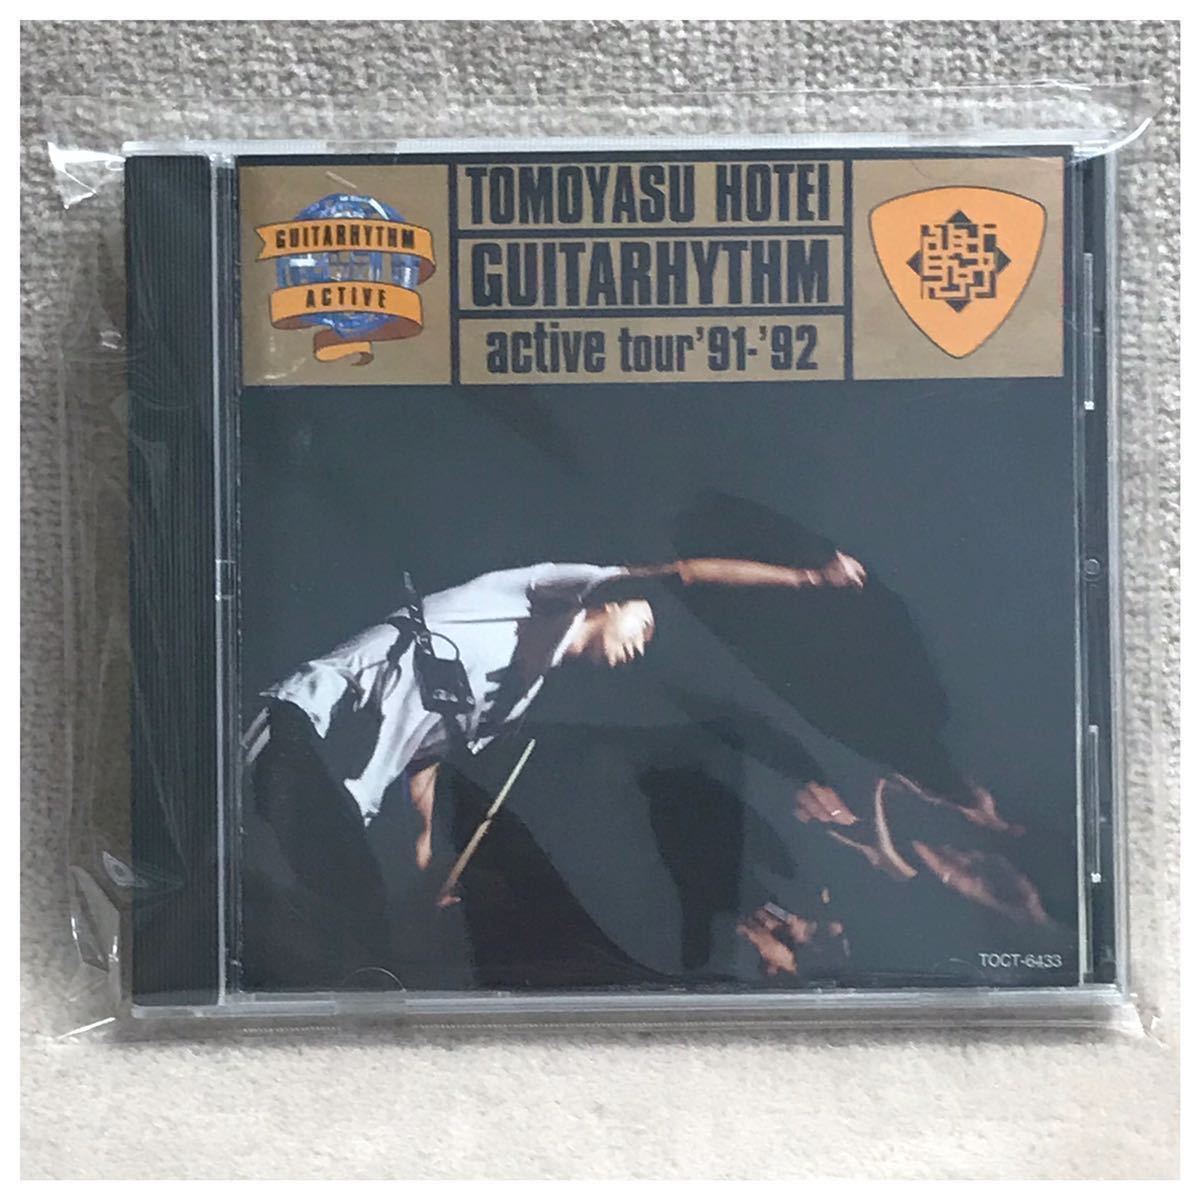 GUITARHYTHM
ACTIVE
TOMOYASU HOTEI
GUITARHYTHM
active tour '91-'92
TOCT-6433